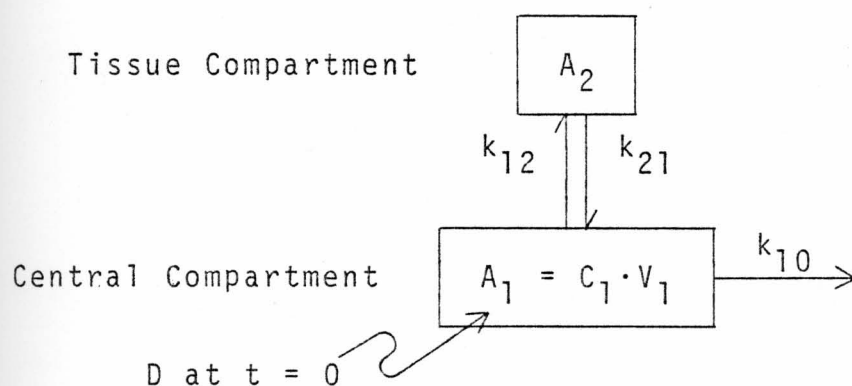 Tissue Compartment
A₂
k₁₂
k₂₁
Central Compartment
A₁ = C₁·V₁
k₁₀
D at t = 0